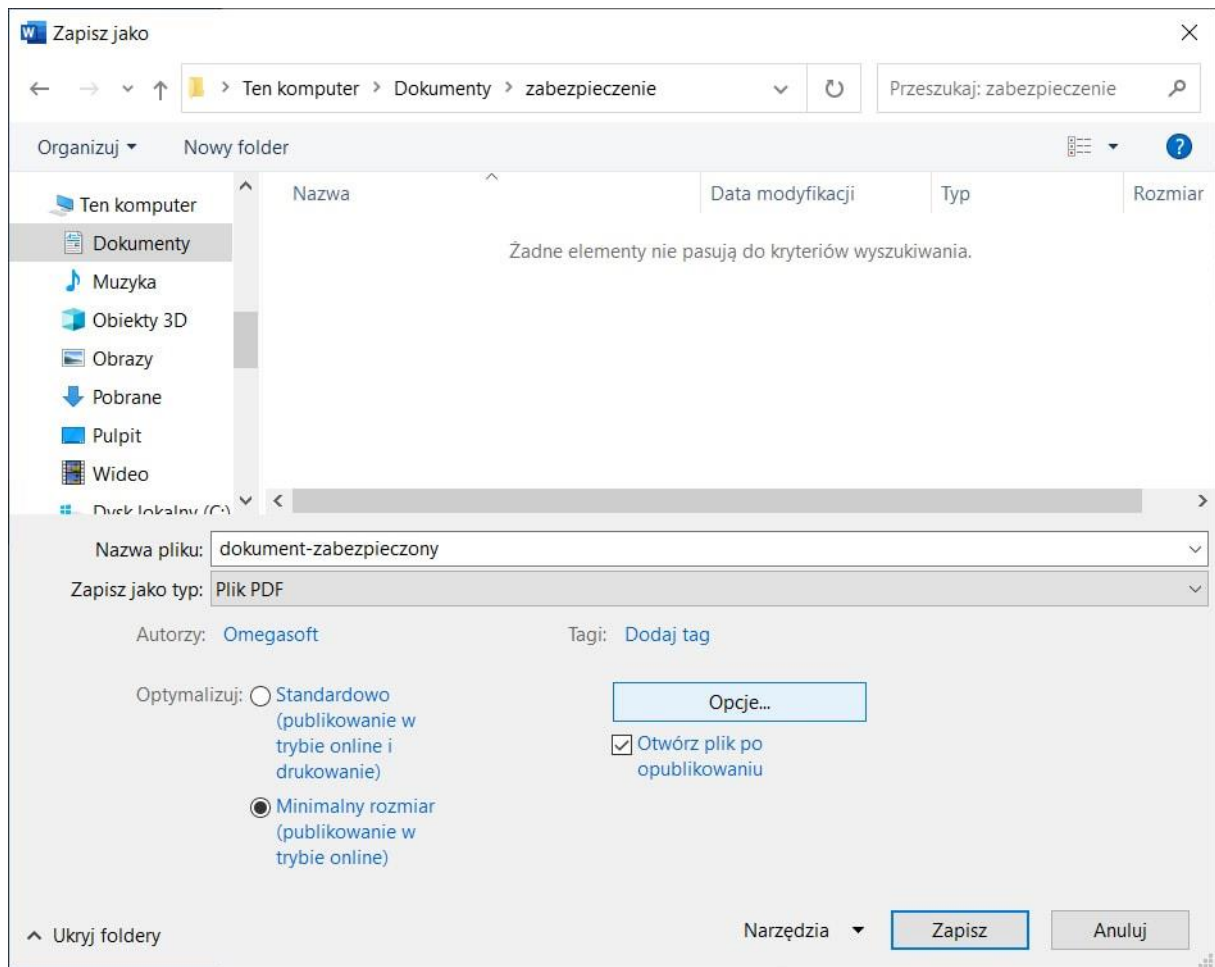 Zapisz jako
Ten komputer > Dokumenty > zabezpieczenie
Przeszukaj: zabezpieczenie
Organizuj
Nowy folder
Nazwa
Data modyfikacji
Typ
Rozmiar
Żadne elementy nie pasują do kryteriów wyszukiwania.
Ten komputer
Dokumenty
Muzyka
Obiekty 3D
Obrazy
Pobrane
Pulpit
Wideo
Dysk lokalny (C:)
Nazwa pliku: dokument-zabezpieczony
Zapisz jako typ: Plik PDF
Autorzy: Omegasoft
Tagi: Dodaj tag
Optymalizuj:
Standardowo
(publikowanie w
trybie online i
drukowanie)
Minimalny rozmiar
(publikowanie w
trybie online)
Opcje...
Otwórz plik po
opublikowaniu
Ukryj foldery
Narzędzia
Zapisz
Anuluj